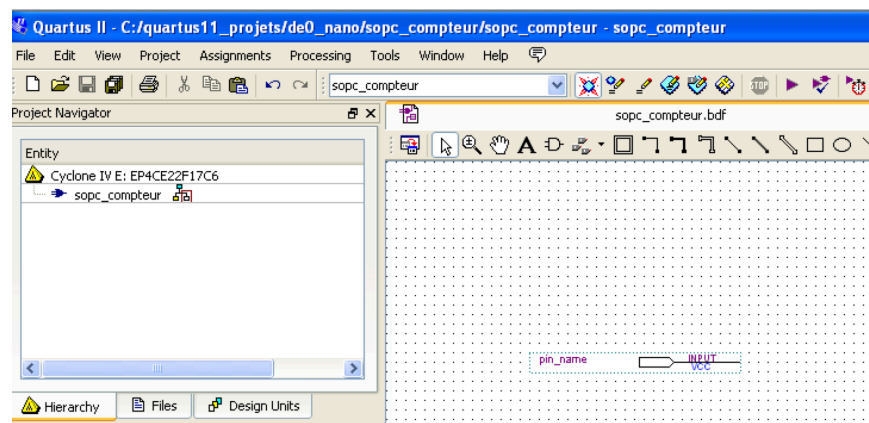 Quartus II - C:/quartus11_projets/de0_nano/sopc_compteur/sopc_compteur - sopc_compteur
File Edit View Project Assignments Processing Tools Window Help
sopc_compteur
STOP
Project Navigator
sopc_compteur.bdf
Entity
Cyclone IV E: EP4CE22F17C6
sopc_compteur
pin_name
INPUT
VCC
Hierarchy Files Design Units